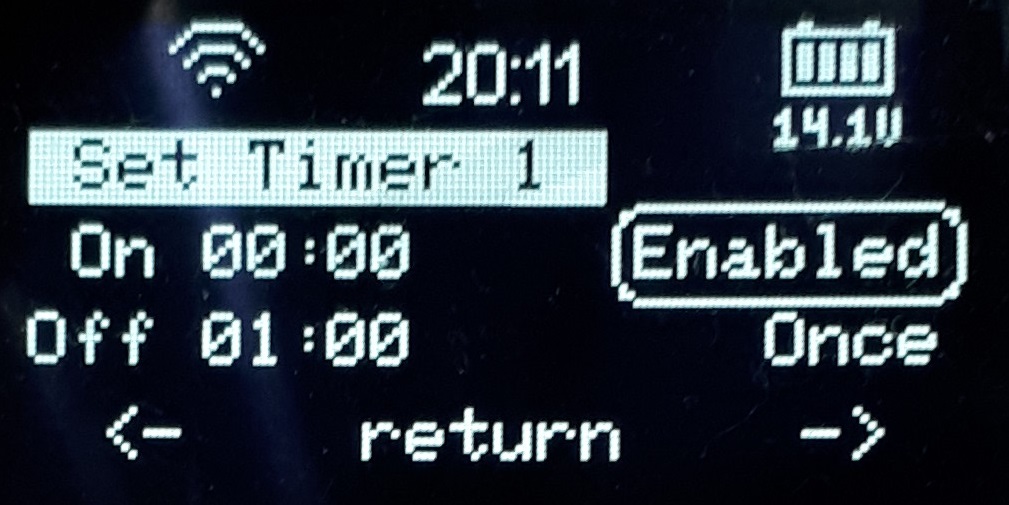 20:11
14.1V
Set Timer 1
On 00:00 Enabled
Off 01:00 Once
<- return ->